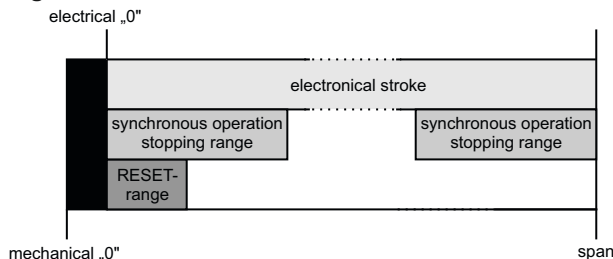 electrical „0"
electronical stroke
synchronous operation
stopping range
synchronous operation
stopping range
RESET-
range
mechanical „0"
span